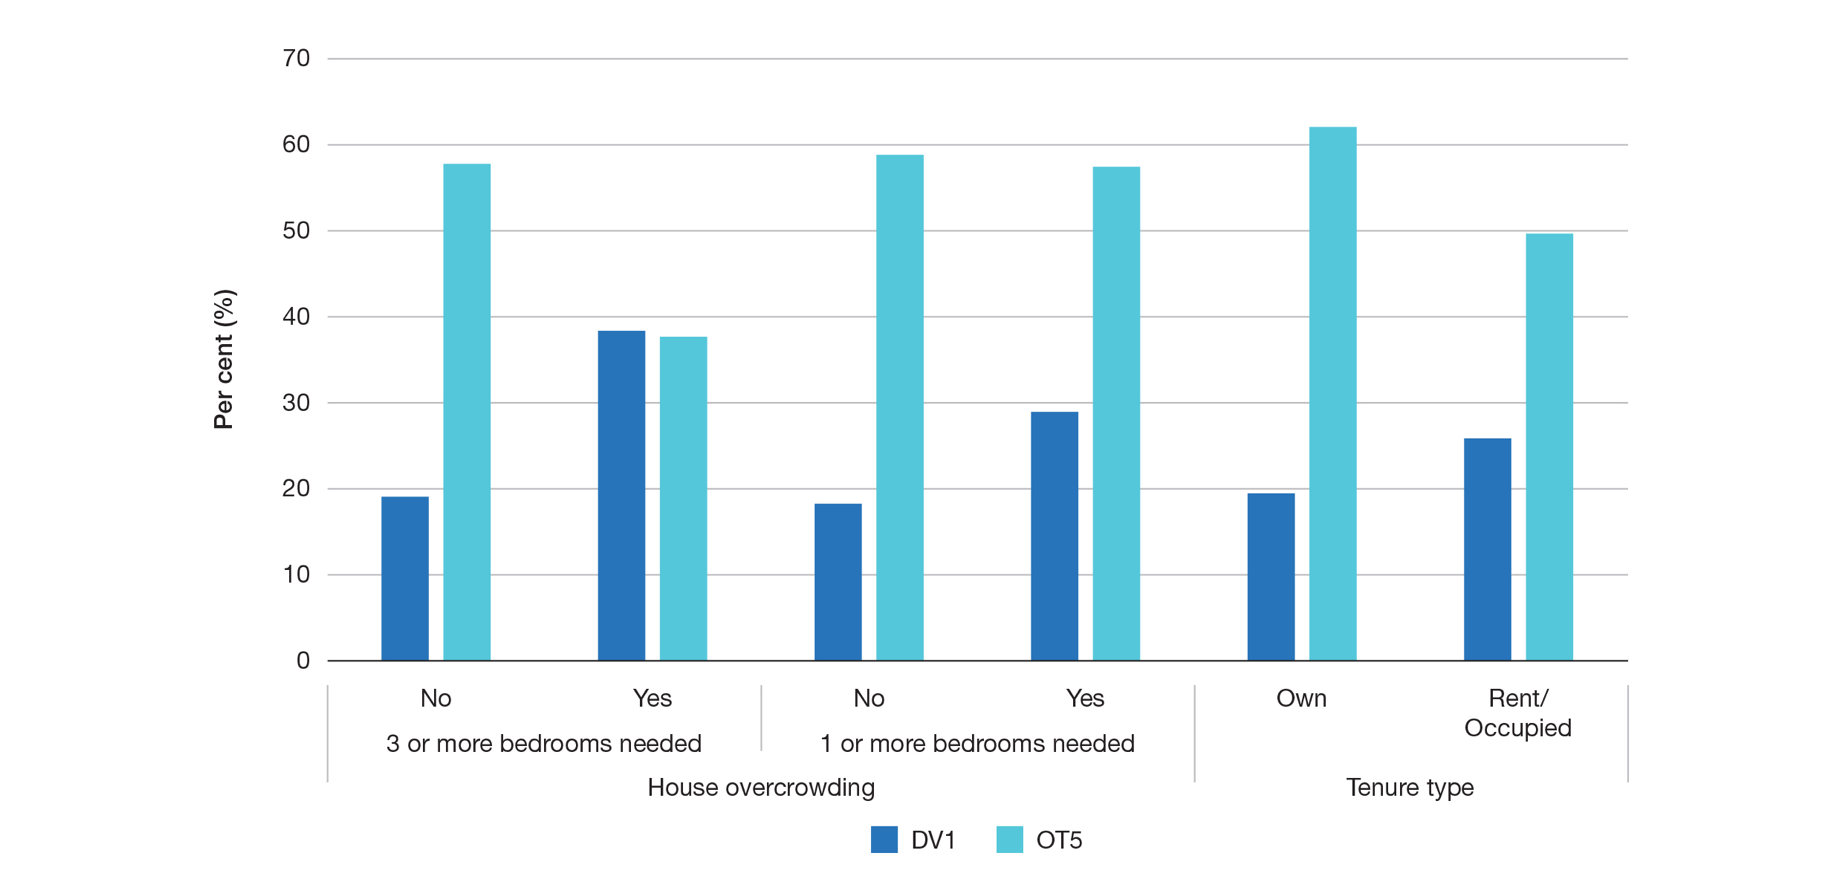 70
60
50
40
30
20
10
0
Per cent (%)
No
Yes
No
Yes
Own
Rent/
Occupied
3 or more bedrooms needed
1 or more bedrooms needed
House overcrowding
Tenure type
DV1
OT5